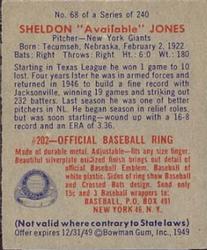 No. 68 of a Series of 240
SHELDON "Available" JONES
Pitcher—New York Giants
Born: Tecumseh, Nebraska, February 2, 1922
Bats: Right Throws: Right Ht.: 6:0 Wt.: 180
Starting in Texas League he won 1 game to 10
lost. Four years later he was in armed forces and
returned in 1946 to build a fine record with
Jacksonville, winning 19 games and striking out
232 batters. Last season he was one of better
pitchers in NL. He began season in relief roles,
but was soon starting—wound up with a 16-8
record and an ERA of 3.36.
#202—OFFICIAL BASEBALL RING
Made of durable metal. Adjustable—fits any size finger.
Beautiful silverplate oxidized finish brings out detail of
official Baseball Emblem. Baseball of
white plastic. Sides of ring show Baseball
and Crossed Bats design. Send only
15c and 3 Baseball wrappers to:
BASEBALL, P.O. BOX 491
NEW YORK 46, N. Y.
(Not valid where contrary to State laws)
Offer expires 12/31/49 ©Bowman Gum, Inc., 1949